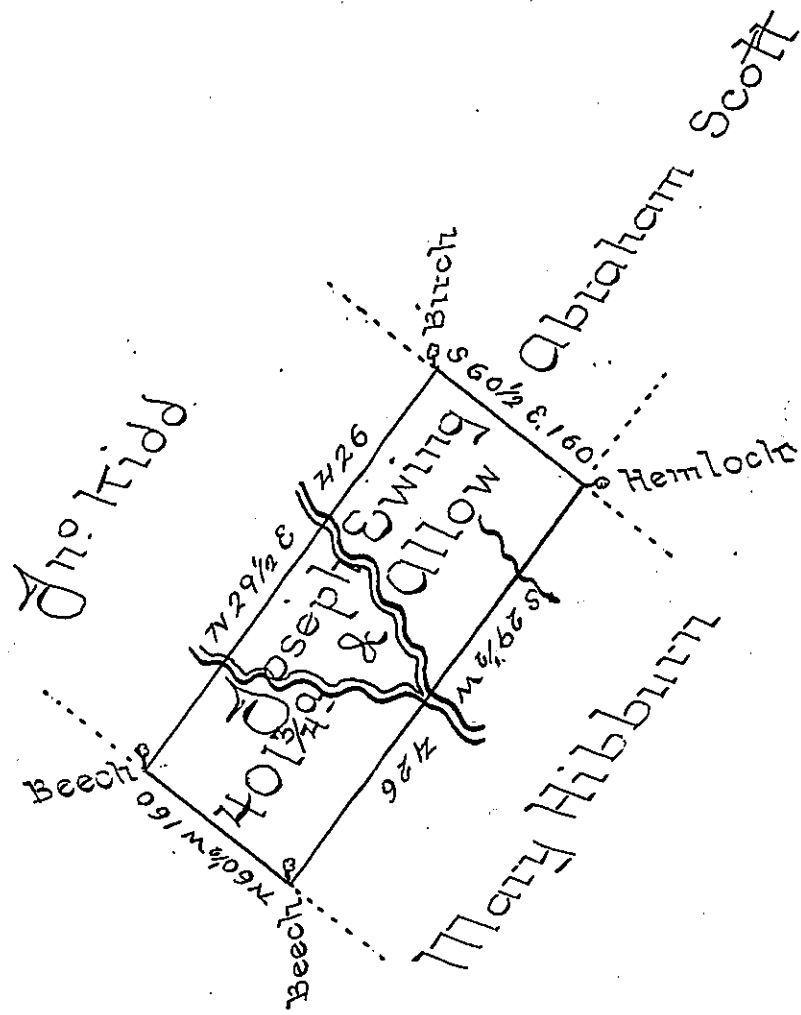 Jno. Kidd
Abraham Scott
Birch
S 60½ E 160
Hemlock
N 29½ E
426
Joseph Ewing
401 & allow
S 29½ W
426
Beech
N 60½ W 160
Beech
Mary Hibburn